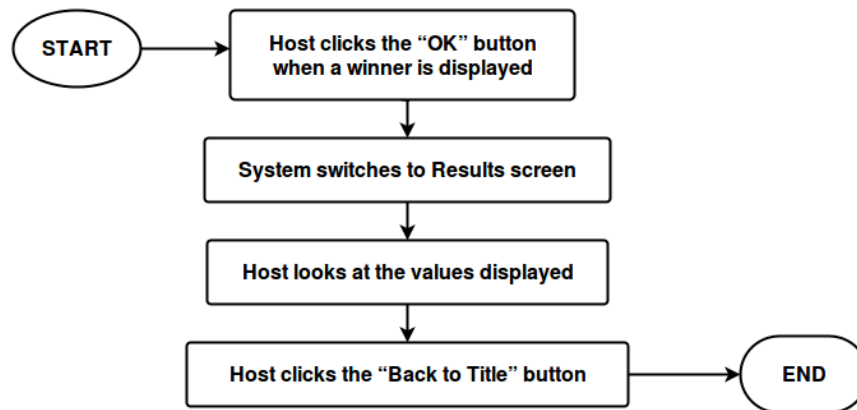 START
Host clicks the “OK” button
when a winner is displayed
System switches to Results screen
Host looks at the values displayed
Host clicks the “Back to Title” button
END